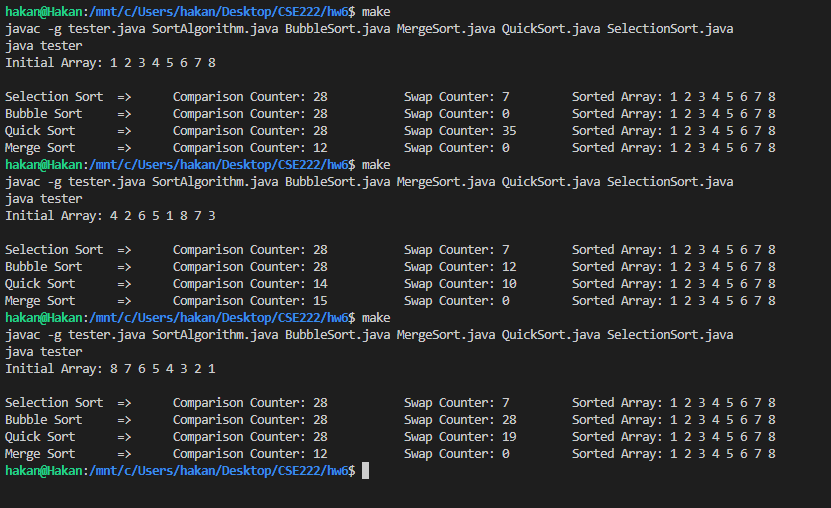 hakan@Hakan:/mnt/c/Users/hakan/Desktop/CSE222/hw6$ make
javac -g tester.java SortAlgorithm.java BubbleSort.java MergeSort.java QuickSort.java SelectionSort.java
java tester
Initial Array: 1 2 3 4 5 6 7 8
Selection Sort => Comparison Counter: 28 Swap Counter: 7 Sorted Array: 1 2 3 4 5 6 7 8
Bubble Sort => Comparison Counter: 28 Swap Counter: 0 Sorted Array: 1 2 3 4 5 6 7 8
Quick Sort => Comparison Counter: 28 Swap Counter: 35 Sorted Array: 1 2 3 4 5 6 7 8
Merge Sort => Comparison Counter: 12 Swap Counter: 0 Sorted Array: 1 2 3 4 5 6 7 8
hakan@Hakan:/mnt/c/Users/hakan/Desktop/CSE222/hw6$ make
javac -g tester.java SortAlgorithm.java BubbleSort.java MergeSort.java QuickSort.java SelectionSort.java
java tester
Initial Array: 4 2 6 5 1 8 7 3
Selection Sort => Comparison Counter: 28 Swap Counter: 7 Sorted Array: 1 2 3 4 5 6 7 8
Bubble Sort => Comparison Counter: 28 Swap Counter: 12 Sorted Array: 1 2 3 4 5 6 7 8
Quick Sort => Comparison Counter: 14 Swap Counter: 10 Sorted Array: 1 2 3 4 5 6 7 8
Merge Sort => Comparison Counter: 15 Swap Counter: 0 Sorted Array: 1 2 3 4 5 6 7 8
hakan@Hakan:/mnt/c/Users/hakan/Desktop/CSE222/hw6$ make
javac -g tester.java SortAlgorithm.java BubbleSort.java MergeSort.java QuickSort.java SelectionSort.java
java tester
Initial Array: 8 7 6 5 4 3 2 1
Selection Sort => Comparison Counter: 28 Swap Counter: 7 Sorted Array: 1 2 3 4 5 6 7 8
Bubble Sort => Comparison Counter: 28 Swap Counter: 28 Sorted Array: 1 2 3 4 5 6 7 8
Quick Sort => Comparison Counter: 28 Swap Counter: 19 Sorted Array: 1 2 3 4 5 6 7 8
Merge Sort => Comparison Counter: 12 Swap Counter: 0 Sorted Array: 1 2 3 4 5 6 7 8
hakan@Hakan:/mnt/c/Users/hakan/Desktop/CSE222/hw6$